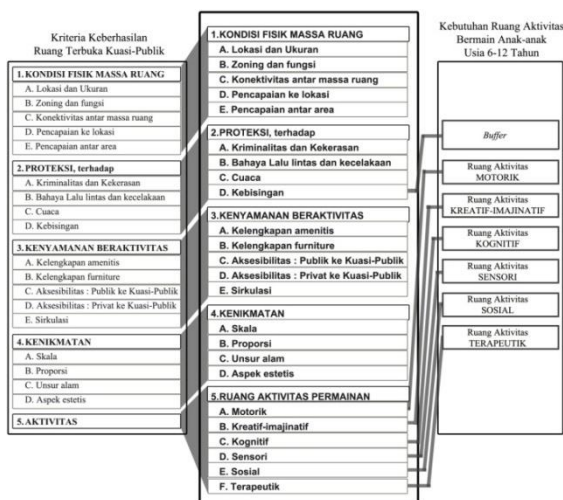 Kriteria Keberhasilan
Ruang Terbuka Kuasi-Publik
1.KONDISI FISIK MASSA RUANG
A. Lokasi dan Ukuran
B. Zoning dan fungsi
C. Konektivitas antar massa ruang
D. Pencapaian ke lokasi
E. Pencapaian antar area
2.PROTEKSI, terhadap
A. Kriminalitas dan Kekerasan
B. Bahaya Lalu lintas dan kecelakaan
C. Cuaca
D. Kebisingan
3.KENYAMANAN BERAKTIVITAS
A. Kelengkapan amenitis
B. Kelengkapan furniture
C. Aksesibilitas : Publik ke Kuasi-Publik
D. Aksesibilitas : Privat ke Kuasi-Publik
E. Sirkulasi
4.KENIKMATAN
A. Skala
B. Proporsi
C. Unsur alam
D. Aspek estetis
5.AKTIVITAS
1.KONDISI FISIK MASSA RUANG
A. Lokasi dan Ukuran
B. Zoning dan fungsi
C. Konektivitas antar massa ruang
D. Pencapaian ke lokasi
E. Pencapaian antar area
2.PROTEKSI, terhadap
A. Kriminalitas dan Kekerasan
B. Bahaya Lalu lintas dan kecelakaan
C. Cuaca
D. Kebisingan
3.KENYAMANAN BERAKTIVITAS
A. Kelengkapan amenitis
B. Kelengkapan furniture
C. Aksesibilitas : Publik ke Kuasi-Publik
D. Aksesibilitas : Privat ke Kuasi-Publik
E. Sirkulasi
4.KENIKMATAN
A. Skala
B. Proporsi
C. Unsur alam
D. Aspek estetis
5.RUANG AKTIVITAS PERMAINAN
A. Motorik
B. Kreatif-imajinatif
C. Kognitif
D. Sensori
E. Sosial
F. Terapeutik
Kebutuhan Ruang Aktivitas
Bermain Anak-anak
Usia 6-12 Tahun
Buffer
Ruang Aktivitas
MOTORIK
Ruang Aktivitas
KREATIF-IMAJINATIF
Ruang Aktivitas
KOGNITIF
Ruang Aktivitas
SENSORI
Ruang Aktivitas
SOSIAL
Ruang Aktivitas
TERAPEUTIK